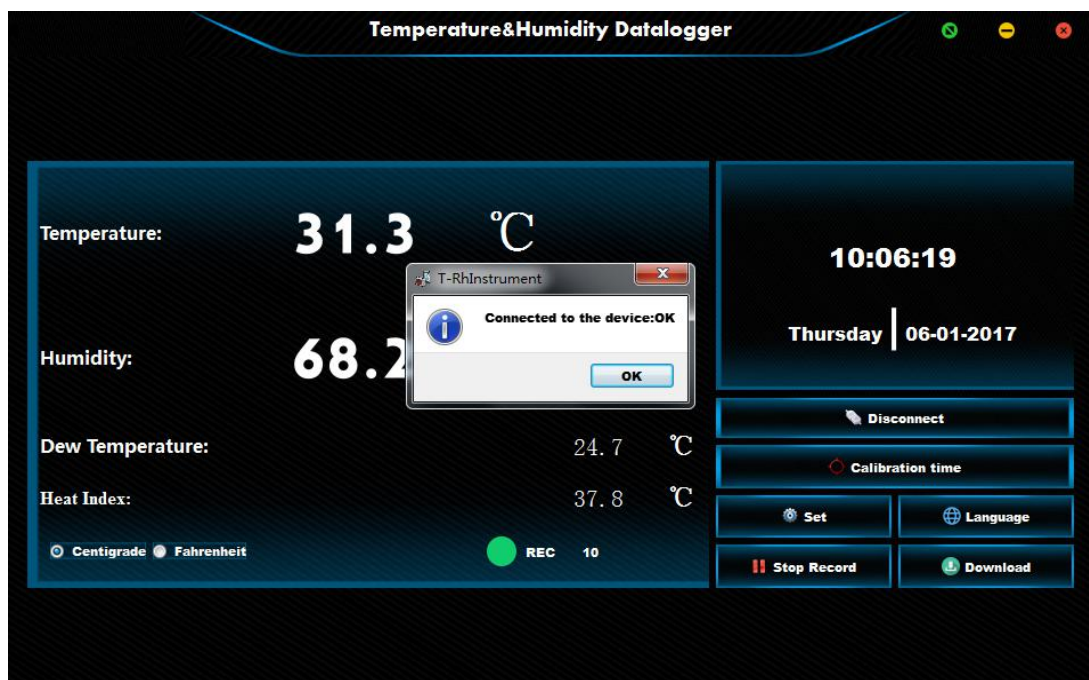 Temperature&Humidity Datalogger
Temperature: 31.3 ℃
T-RhInstrument
Connected to the device:OK
OK
Humidity: 68.2
Dew Temperature: 24.7 ℃
Heat Index: 37.8 ℃
Centigrade Fahrenheit
REC 10
10:06:19
Thursday 06-01-2017
Disconnect
Calibration time
Set
Language
Stop Record
Download